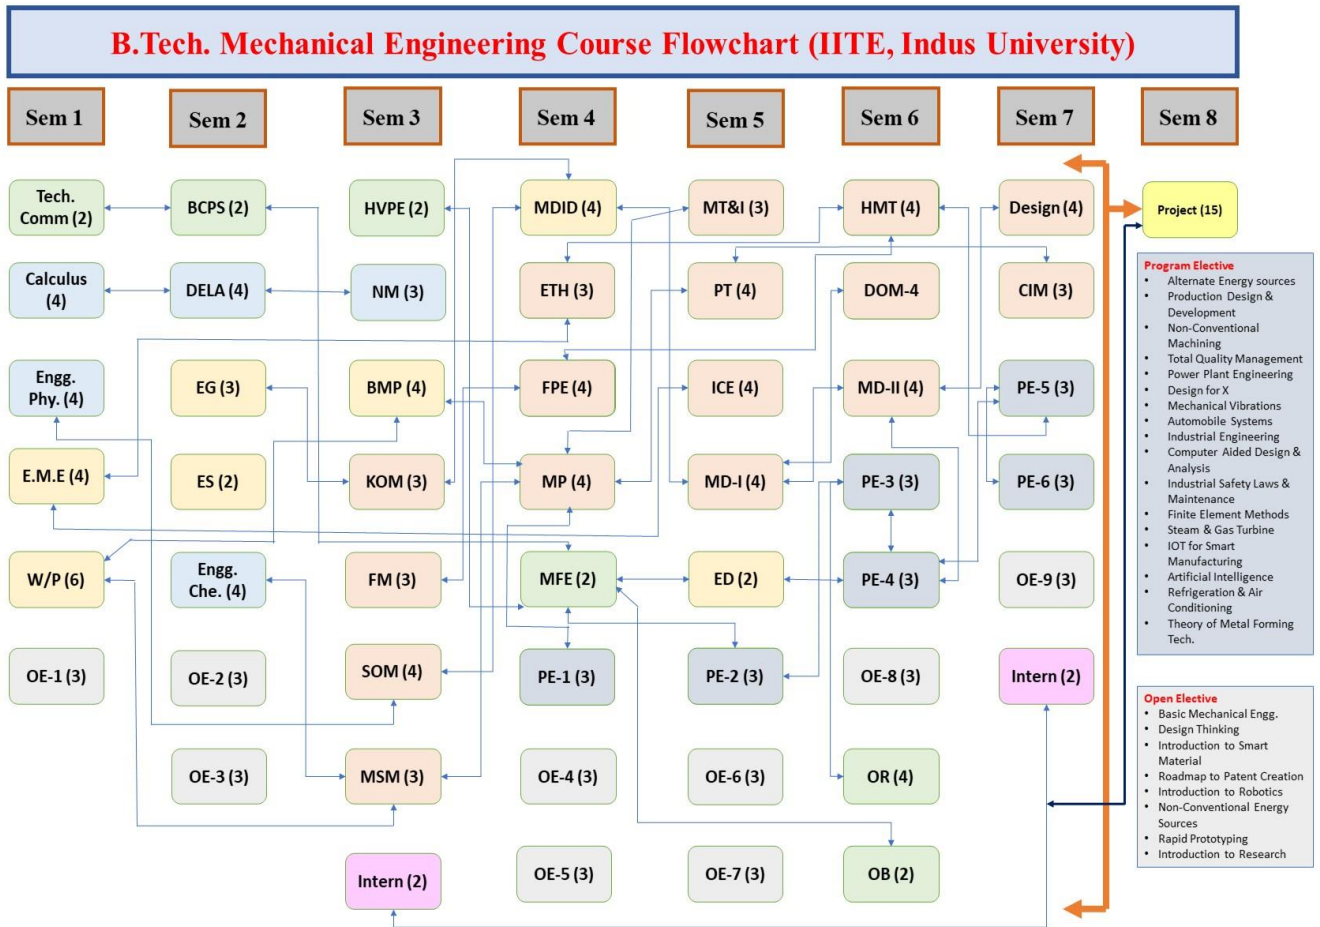 B.Tech. Mechanical Engineering Course Flowchart (IITE, Indus University)
Sem 1
Sem 2
Sem 3
Sem 4
Sem 5
Sem 6
Sem 7
Sem 8
Tech.
Comm (2)
BCPS (2)
HVPE (2)
MDID (4)
MT&I (3)
HMT (4)
Design (4)
Project (15)
Calculus
(4)
DELA (4)
NM (3)
ETH (3)
PT (4)
DOM-4
CIM (3)
Engg.
Phy. (4)
EG (3)
BMP (4)
FPE (4)
ICE (4)
MD-II (4)
PE-5 (3)
E.M.E (4)
ES (2)
KOM (3)
MP (4)
MD-I (4)
PE-3 (3)
PE-6 (3)
W/P (6)
Engg.
Che. (4)
FM (3)
MFE (2)
ED (2)
PE-4 (3)
OE-9 (3)
OE-1 (3)
OE-2 (3)
SOM (4)
PE-1 (3)
PE-2 (3)
OE-8 (3)
Intern (2)
OE-3 (3)
MSM (3)
OE-4 (3)
OE-6 (3)
OR (4)
Intern (2)
OE-5 (3)
OE-7 (3)
OB (2)
Program Elective
• Alternate Energy sources
• Production Design &
Development
• Non-Conventional
Machining
• Total Quality Management
• Power Plant Engineering
• Design for X
• Mechanical Vibrations
• Automobile Systems
• Industrial Engineering
• Computer Aided Design &
Analysis
• Industrial Safety Laws &
Maintenance
• Finite Element Methods
• Steam & Gas Turbine
• IOT for Smart
Manufacturing
• Artificial Intelligence
• Refrigeration & Air
Conditioning
• Theory of Metal Forming
Tech.
Open Elective
• Basic Mechanical Engg.
• Design Thinking
• Introduction to Smart
Material
• Roadmap to Patent Creation
• Introduction to Robotics
• Non-Conventional Energy
Sources
• Rapid Prototyping
• Introduction to Research